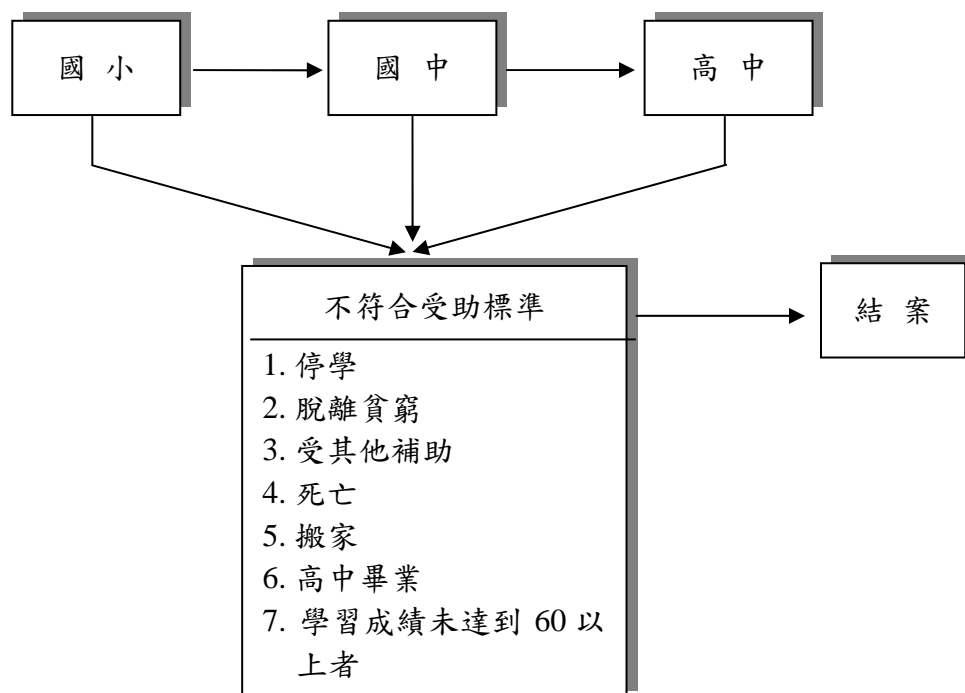 國 小
國 中
高 中
不符合受助標準
結 案
1. 停學
2. 脫離貧窮
3. 受其他補助
4. 死亡
5. 搬家
6. 高中畢業
7. 學習成績未達到 60 以
上者